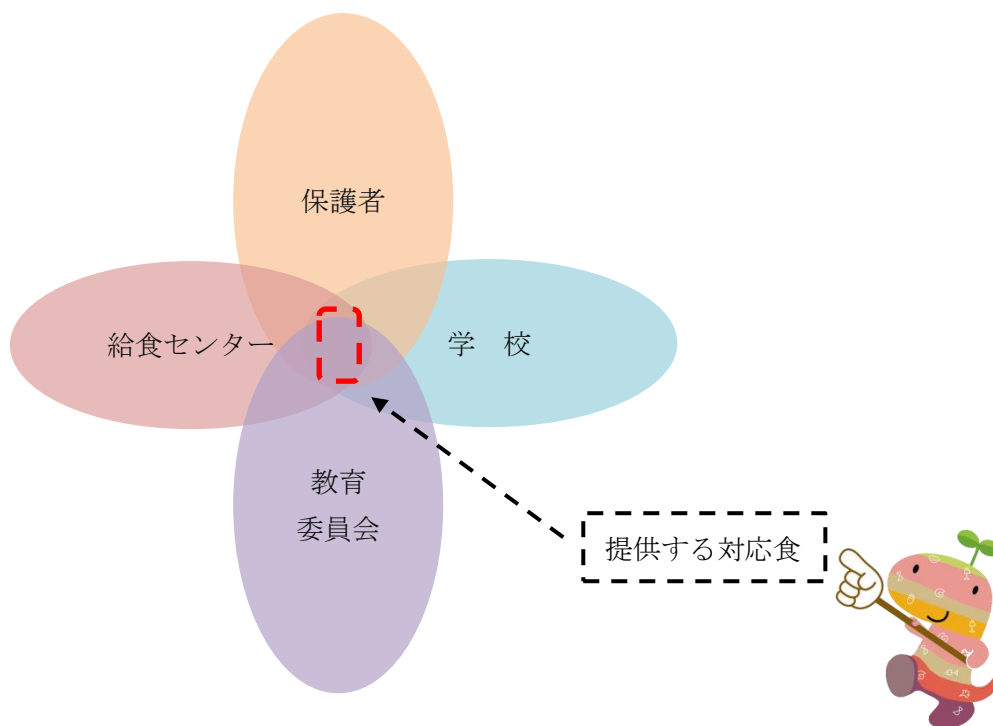 保護者
給食センター
学　校
教育
委員会
提供する対応食